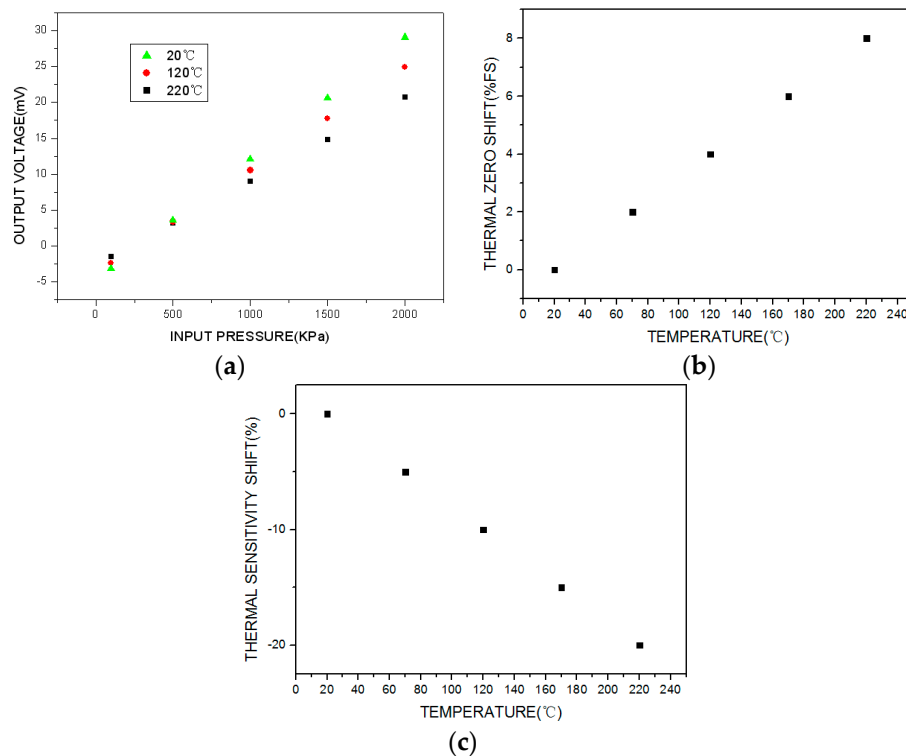 30
25
20
15
10
5
0
-5
OUTPUT VOLTAGE(mV)
20℃
120℃
220℃
0 500 1000 1500 2000
INPUT PRESSURE(KPa)
(a)
8
6
4
2
0
THERMAL ZERO SHIFT(%FS)
0 20 40 60 80 100 120 140 160 180 200 220 240
TEMPERATURE(℃)
(b)
0
-10
-20
THERMAL SENSITIVITY SHIFT(%)
0 20 40 60 80 100 120 140 160 180 200 220 240
TEMPERATURE(℃)
(c)